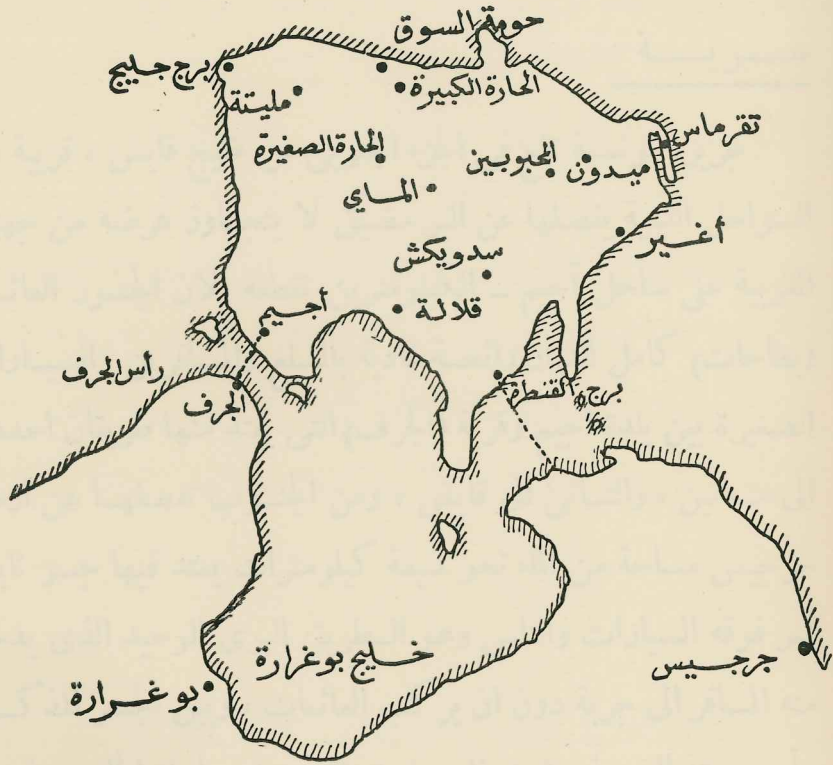 حومة السوق
برج جليج
الحارة الكبيرة
مليتة
تقرماس
الحارة الصغيرة
المحبوبين
ميدون
الماي
أغير
سدويكش
قلالة
أجيم
رأس الجرف
الجرف
برج القنطرة
خليج بوغرارة
جرجيس
بوغرارة